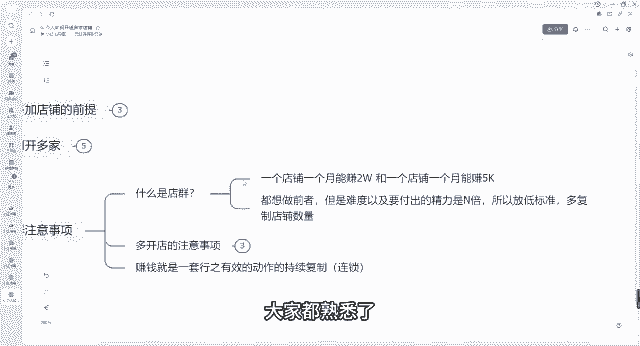 加店铺的前提 3
开多家 5
什么是店群？
一个店铺一个月能赚2W 和一个店铺一个月能赚5K
都想做前者，但是难度以及要付出的精力是N倍，所以放低标准，多复
制店铺数量
注意事项
多开店的注意事项 3
赚钱就是一套行之有效的动作的持续复制（连锁）
大家都熟悉了